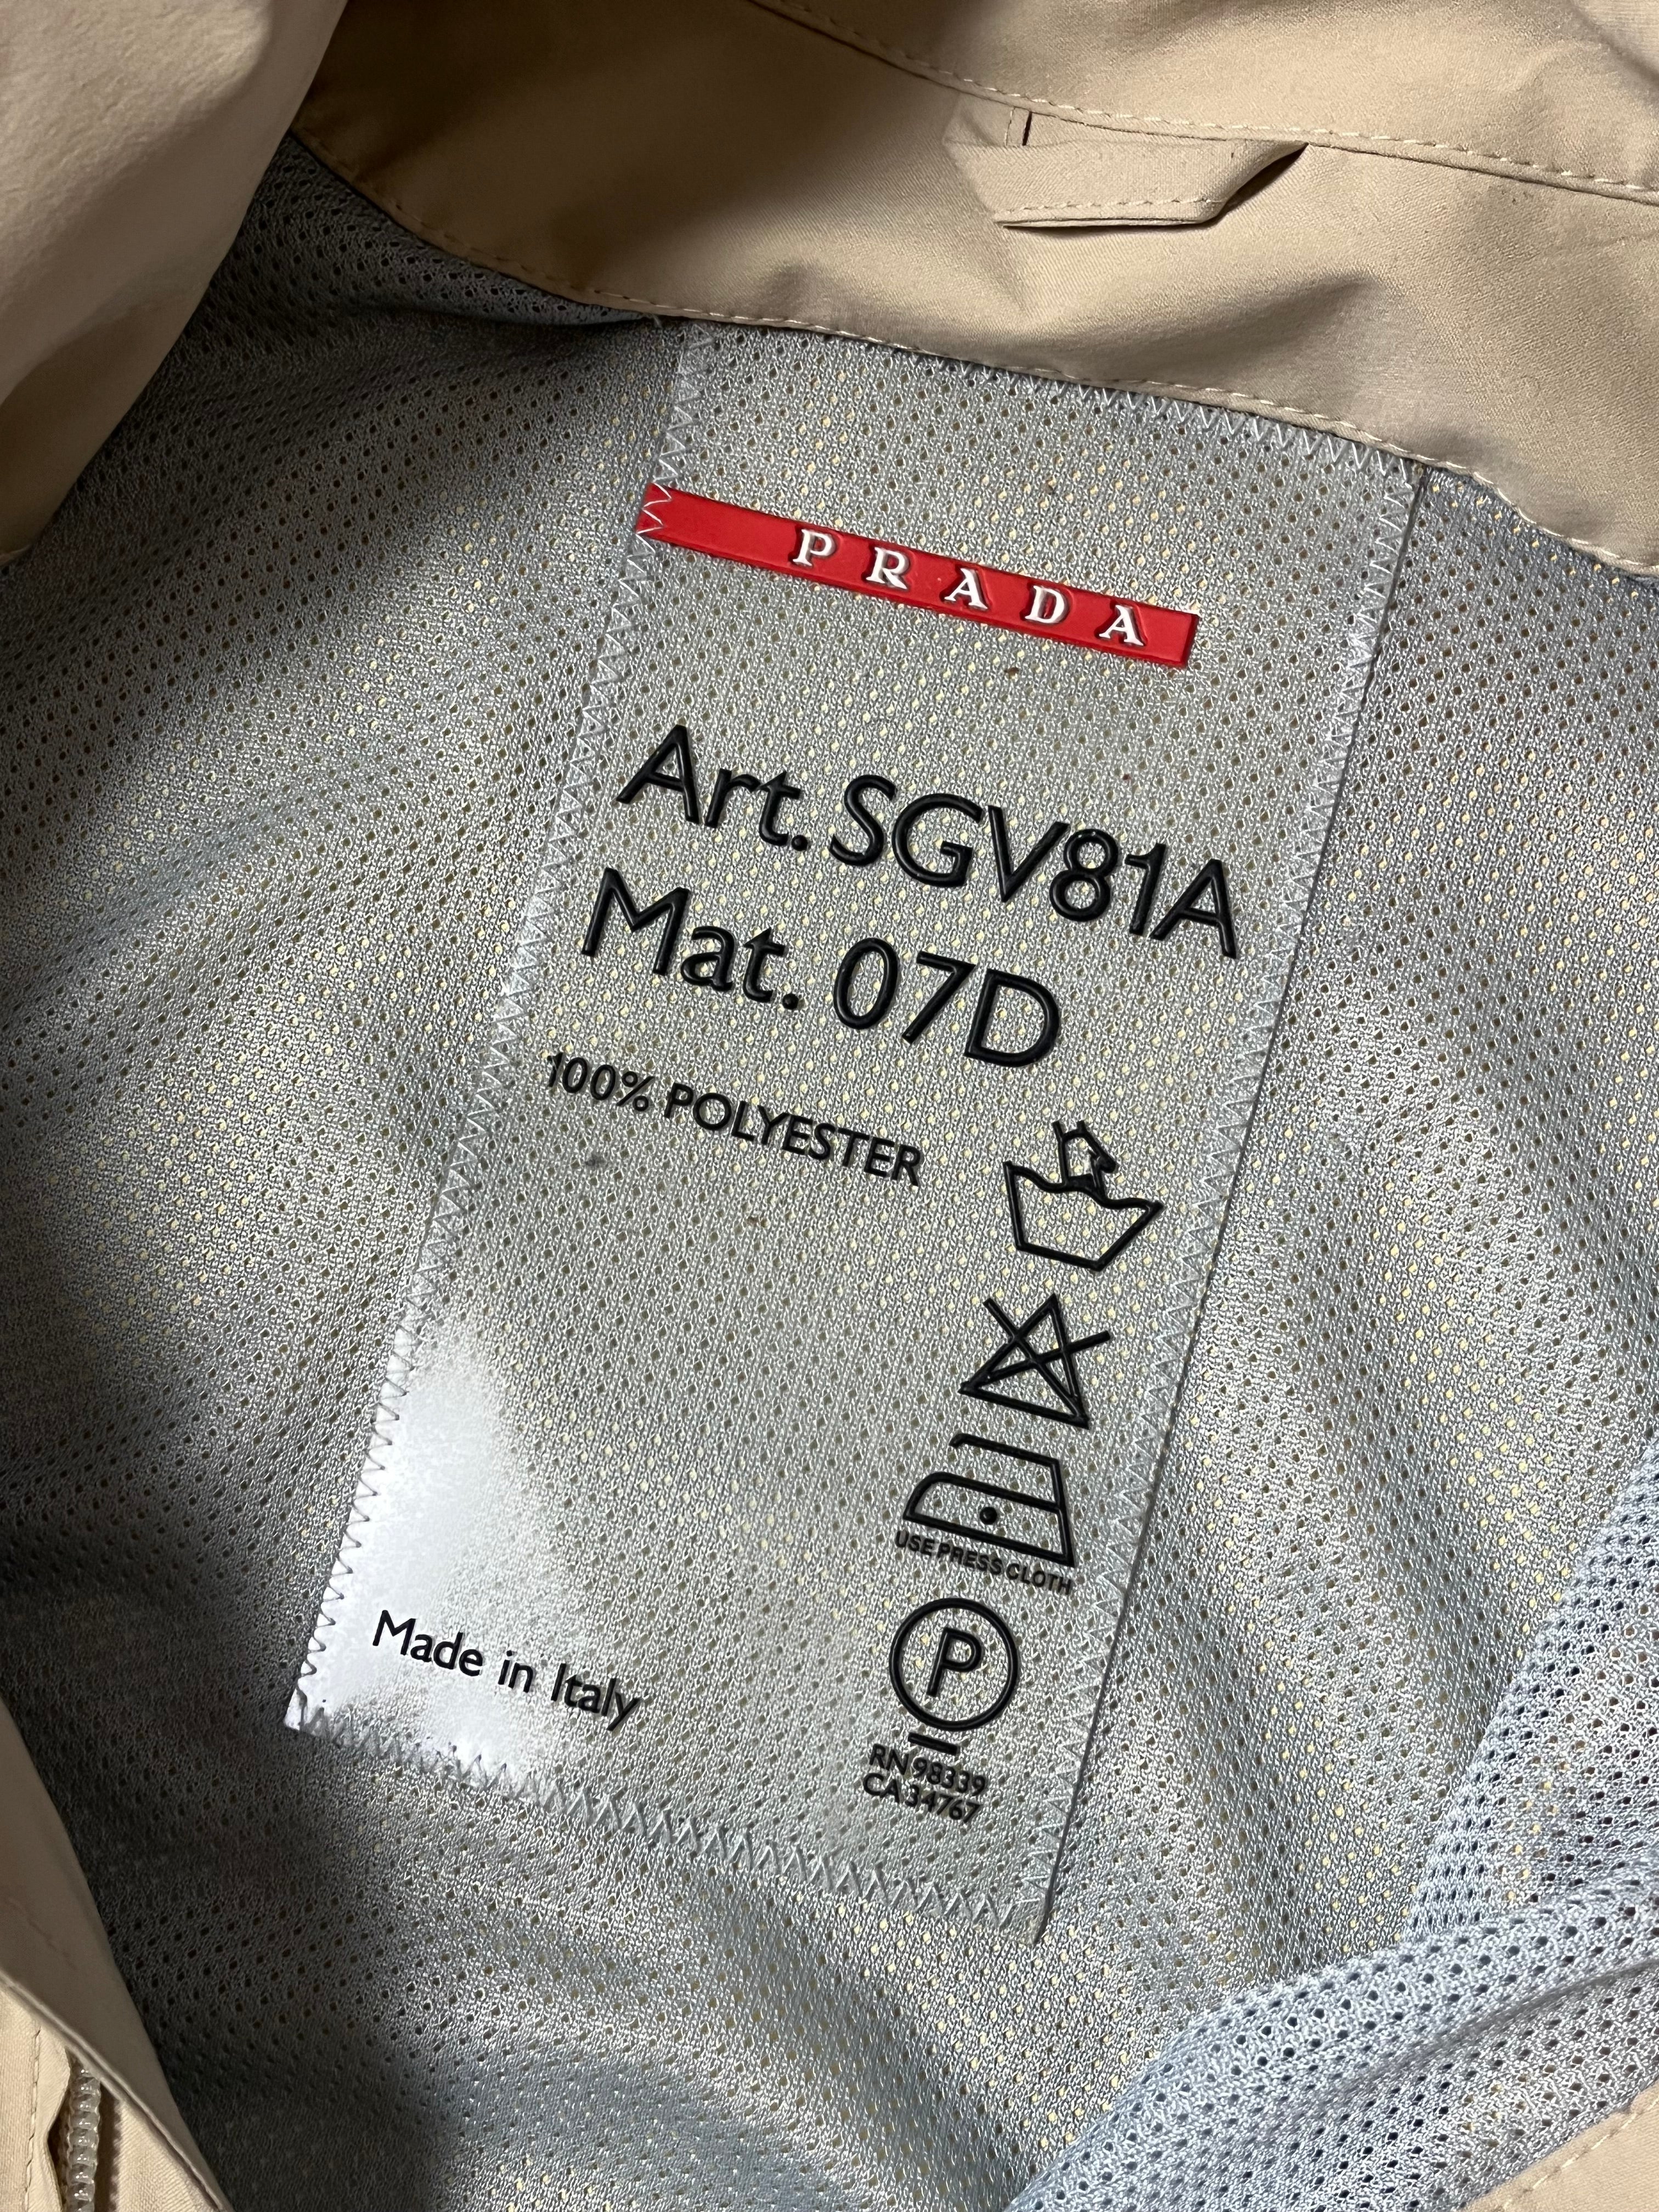 PRADA
Art. SGV81A
Mat. 07D
100% POLYESTER
USE PRESS CLOTH
P
Made in Italy
RN 98339
CA 34767